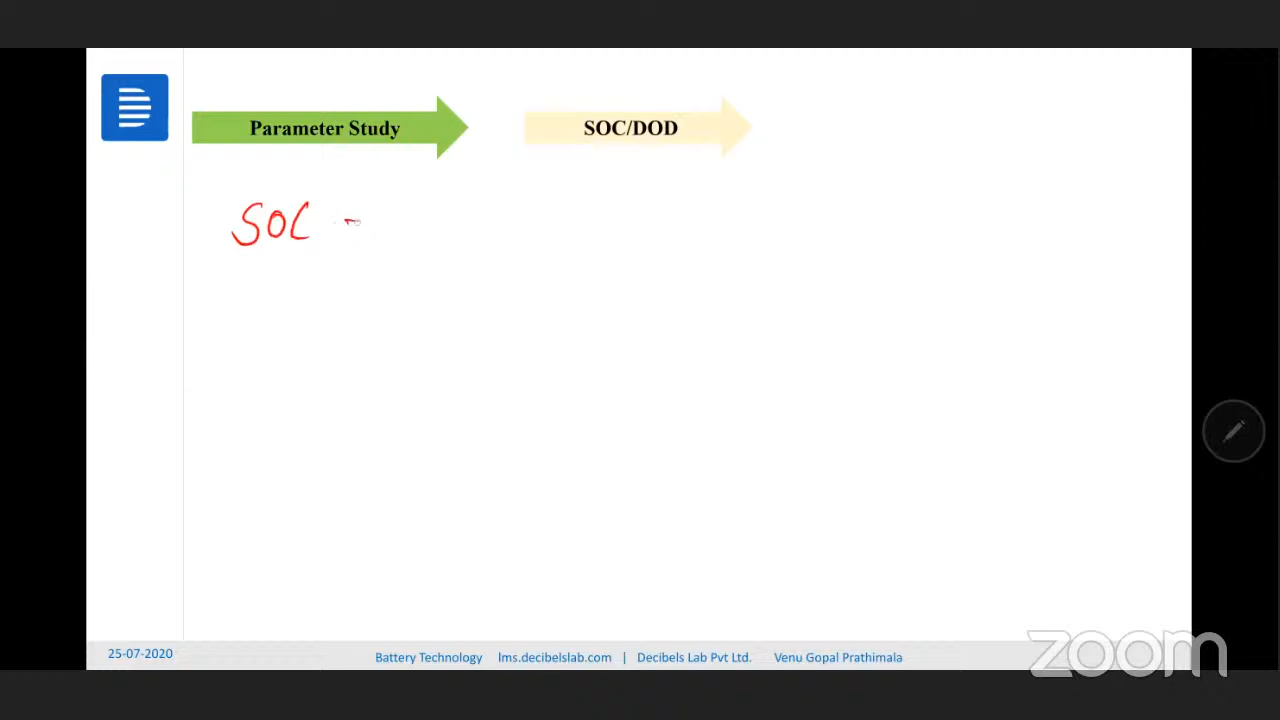 Parameter Study
SOC/DOD
SOC -
25-07-2020
Battery Technology lms.decibelslab.com | Decibels Lab Pvt Ltd. Venu Gopal Prathimala
zoom